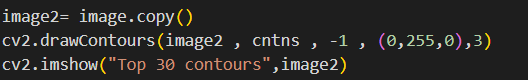 image2= image.copy()
cv2.drawContours(image2 , cntns , -1 , (0,255,0),3)
cv2.imshow("Top 30 contours",image2)